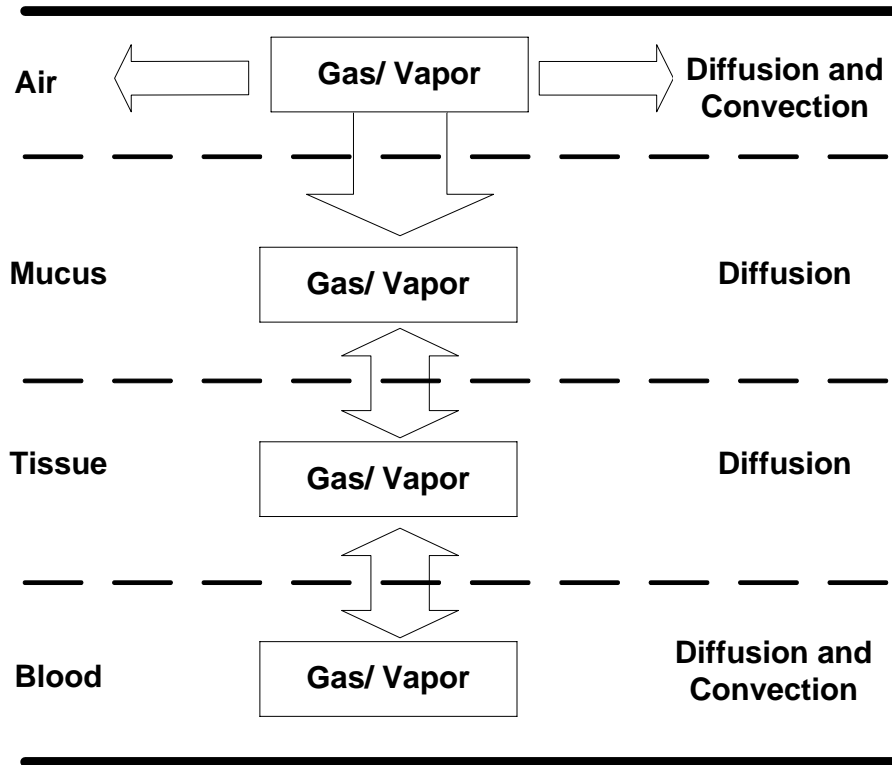 Air
Gas/ Vapor
Diffusion and
Convection
Mucus
Gas/ Vapor
Diffusion
Tissue
Gas/ Vapor
Diffusion
Blood
Gas/ Vapor
Diffusion and
Convection